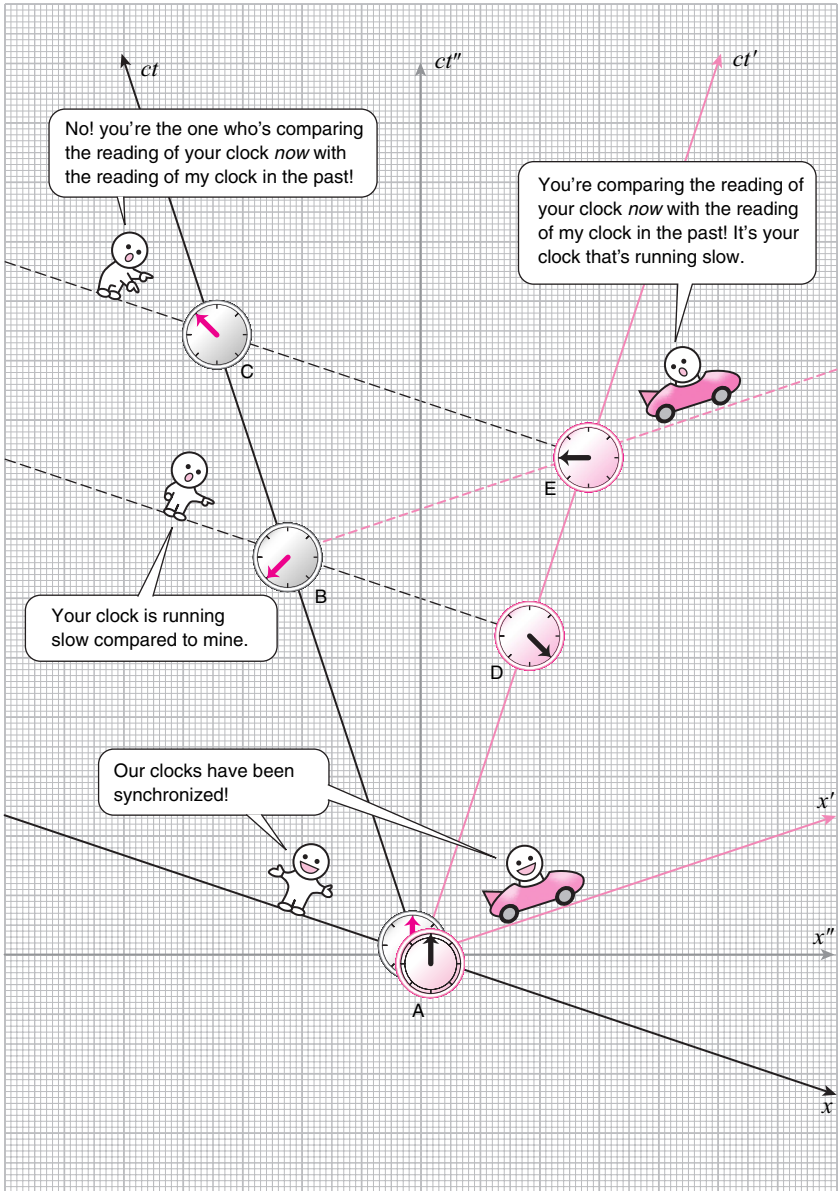 ct
ct″
ct′
No! you're the one who's comparing
the reading of your clock now with
the reading of my clock in the past!
You're comparing the reading of
your clock now with the reading
of my clock in the past! It's your
clock that's running slow.
C
E
B
Your clock is running
slow compared to mine.
D
Our clocks have been
synchronized!
x′
x″
A
x